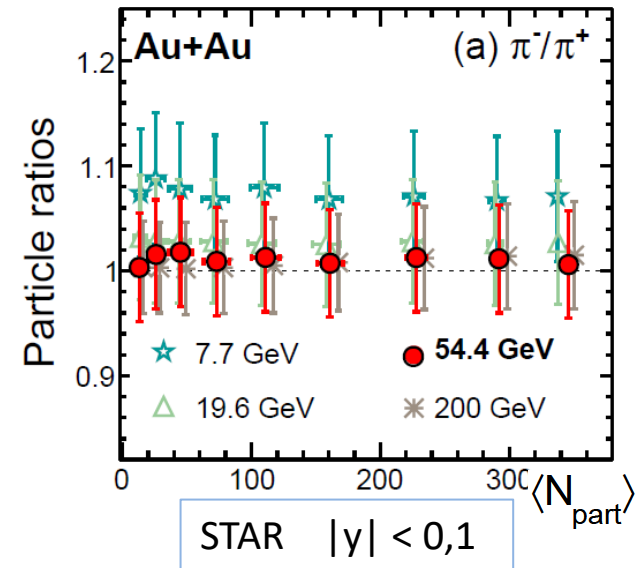 Au+Au (a) π⁻/π⁺
Particle ratios
1.2
1.1
1
0.9
7.7 GeV 54.4 GeV
19.6 GeV 200 GeV
0 100 200 300 ⟨N_part⟩
STAR |y| < 0,1